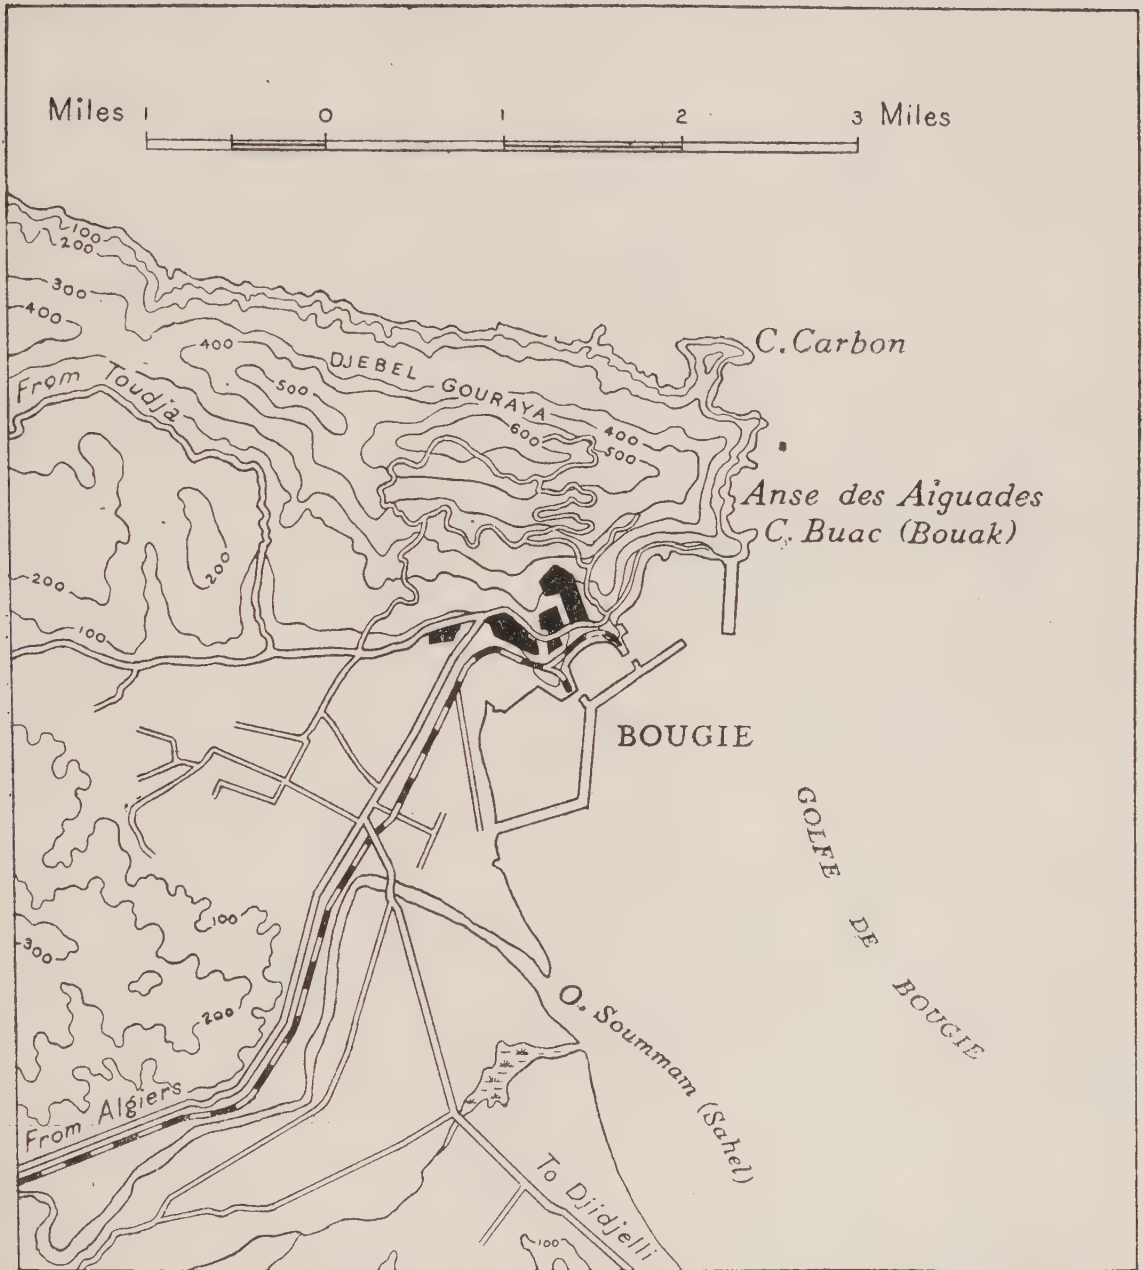 Miles 1 0 1 2 3 Miles
100
200
300
400
C. Carbon
400
DJEBEL GOURAYA
From Toudja
500
600
400
500
Anse des Aiguades
C. Buac (Bouak)
200
200
100
BOUGIE
GOLFE DE BOUGIE
100
300
200
O. Soummam (Sahel)
From Algiers
To Djidjelli
100